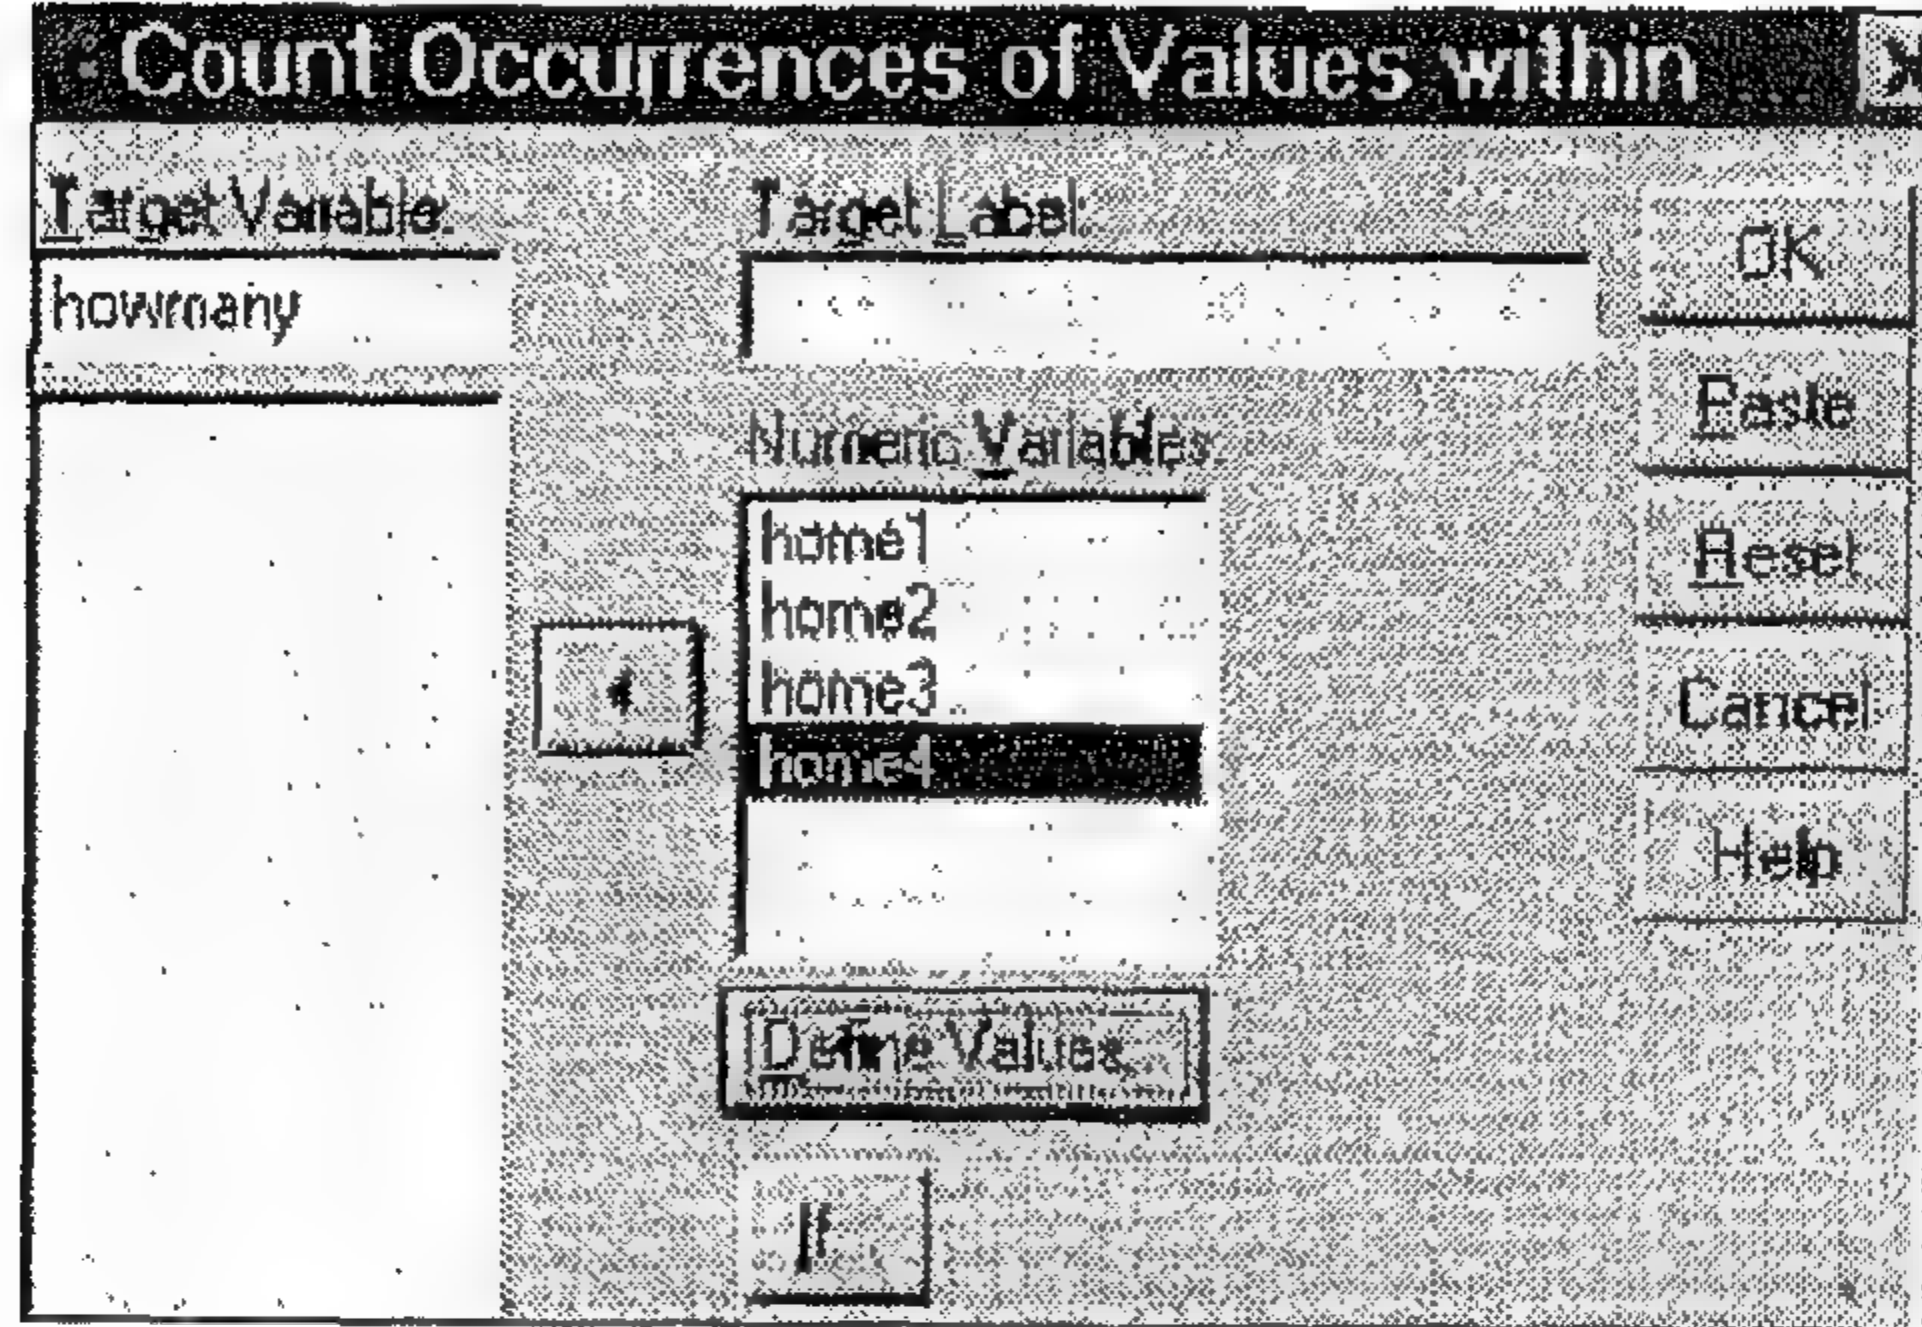 Count Occurrences of Values within
Target Variable:
howmany
Target Label:
Numeric Variables:
home1
home2
home3
home4
Define Values
If
OK
Paste
Reset
Cancel
Help